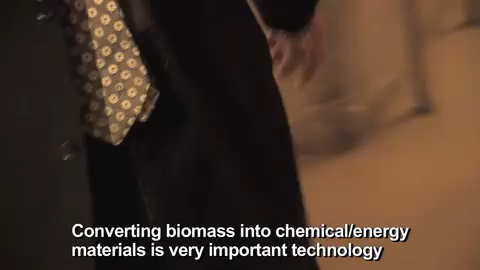 Converting biomass into chemical/energy
materials is very important technology